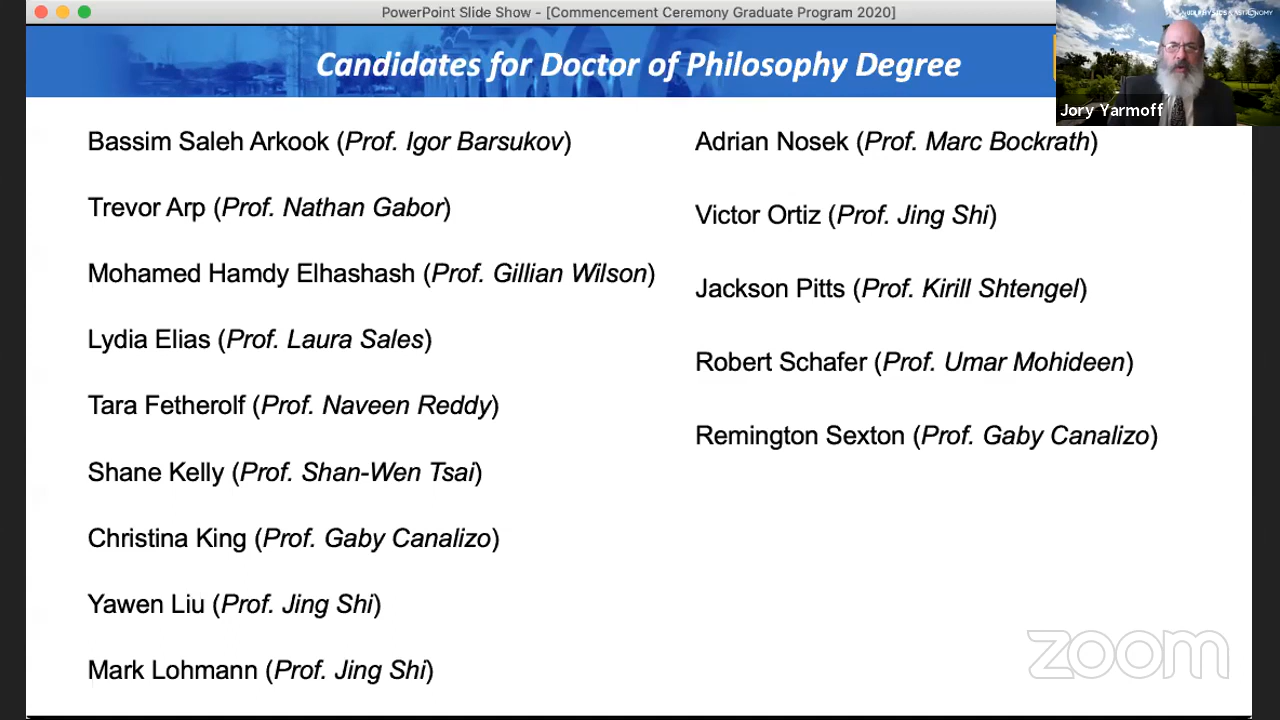 PowerPoint Slide Show - [Commencement Ceremony Graduate Program 2020]
Candidates for Doctor of Philosophy Degree
Jory Yarmoff
Bassim Saleh Arkook (Prof. Igor Barsukov)
Trevor Arp (Prof. Nathan Gabor)
Mohamed Hamdy Elhashash (Prof. Gillian Wilson)
Lydia Elias (Prof. Laura Sales)
Tara Fetherolf (Prof. Naveen Reddy)
Shane Kelly (Prof. Shan-Wen Tsai)
Christina King (Prof. Gaby Canalizo)
Yawen Liu (Prof. Jing Shi)
Mark Lohmann (Prof. Jing Shi)
Adrian Nosek (Prof. Marc Bockrath)
Victor Ortiz (Prof. Jing Shi)
Jackson Pitts (Prof. Kirill Shtengel)
Robert Schafer (Prof. Umar Mohideen)
Remington Sexton (Prof. Gaby Canalizo)
zoom